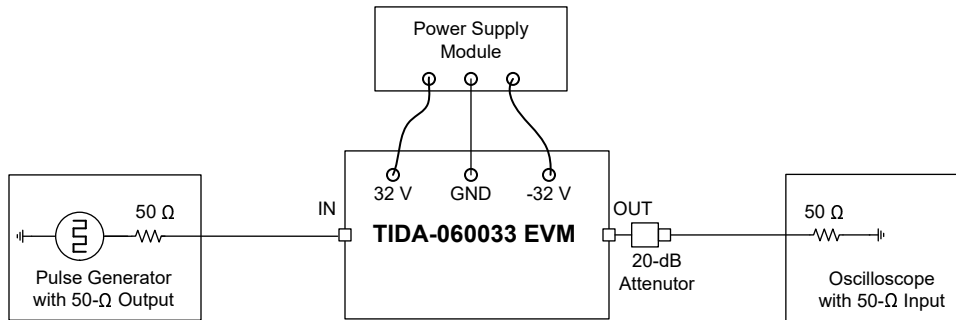 Power Supply
Module
32 V
GND
-32 V
IN
TIDA-060033 EVM
OUT
50 Ω
Pulse Generator
with 50-Ω Output
20-dB
Attenutor
50 Ω
Oscilloscope
with 50-Ω Input